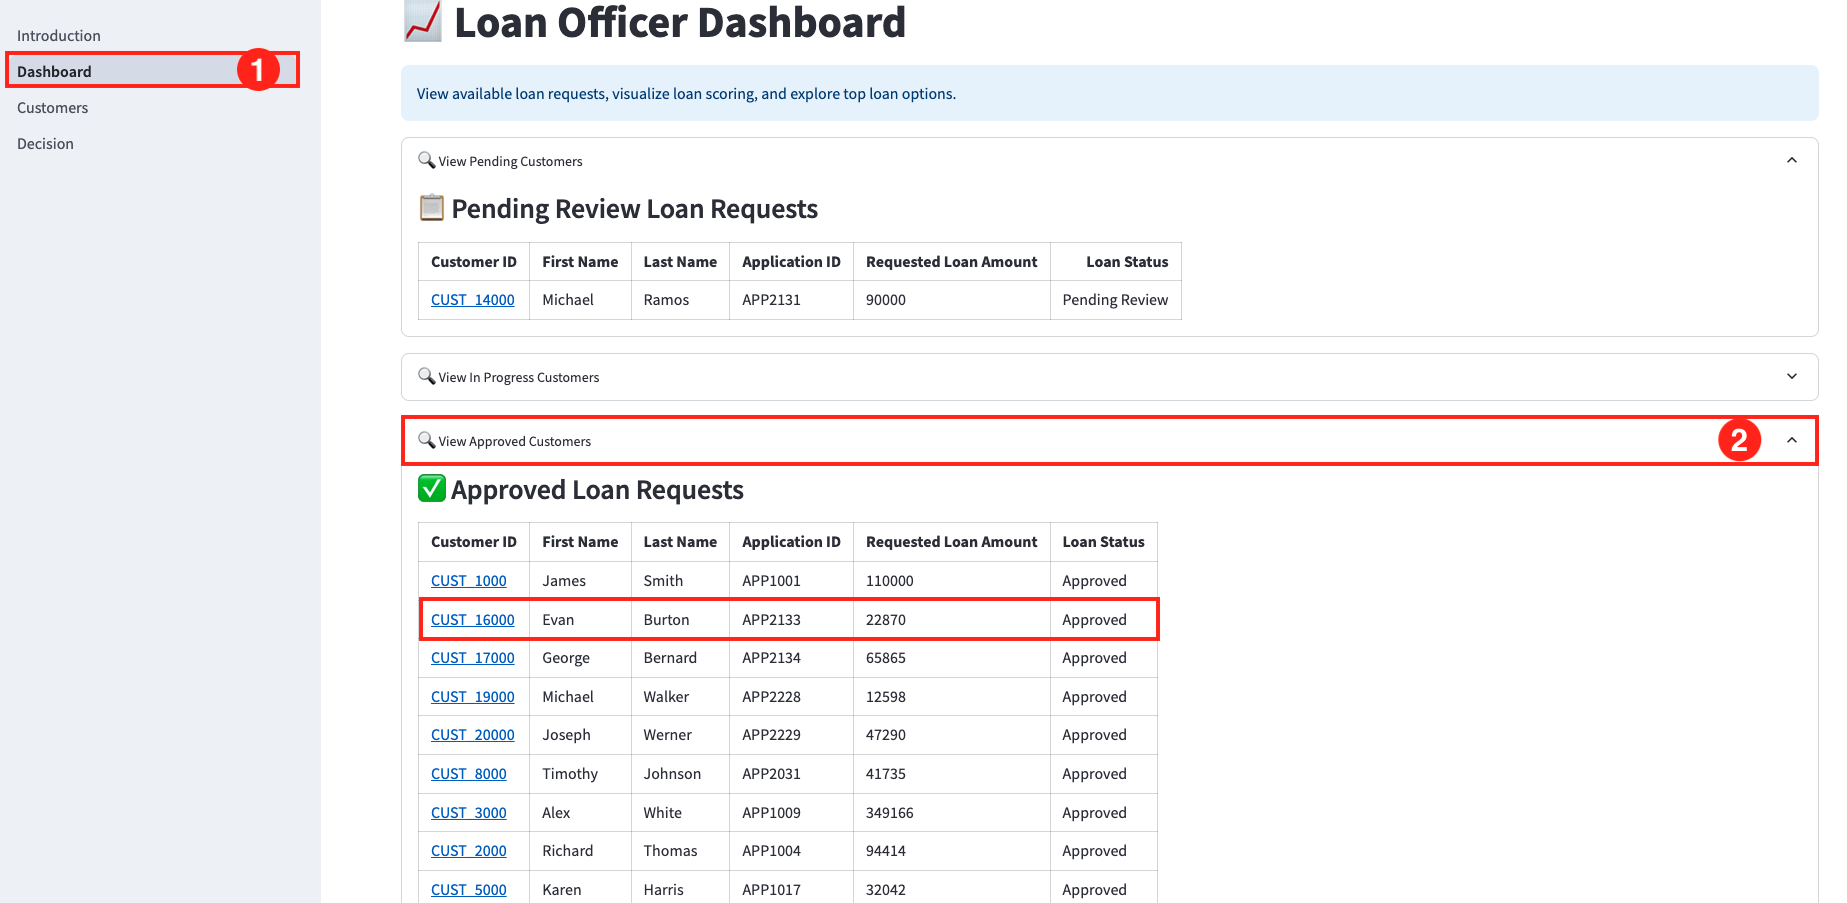 Introduction
Dashboard 1
Customers
Decision
Loan Officer Dashboard
View available loan requests, visualize loan scoring, and explore top loan options.
View Pending Customers
Pending Review Loan Requests
Customer ID First Name Last Name Application ID Requested Loan Amount Loan Status
CUST_14000 Michael Ramos APP2131 90000 Pending Review
View In Progress Customers
View Approved Customers 2
Approved Loan Requests
Customer ID First Name Last Name Application ID Requested Loan Amount Loan Status
CUST_1000 James Smith APP1001 110000 Approved
CUST_16000 Evan Burton APP2133 22870 Approved
CUST_17000 George Bernard APP2134 65865 Approved
CUST_19000 Michael Walker APP2228 12598 Approved
CUST_20000 Joseph Werner APP2229 47290 Approved
CUST_8000 Timothy Johnson APP2031 41735 Approved
CUST_3000 Alex White APP1009 349166 Approved
CUST_2000 Richard Thomas APP1004 94414 Approved
CUST_5000 Karen Harris APP1017 32042 Approved